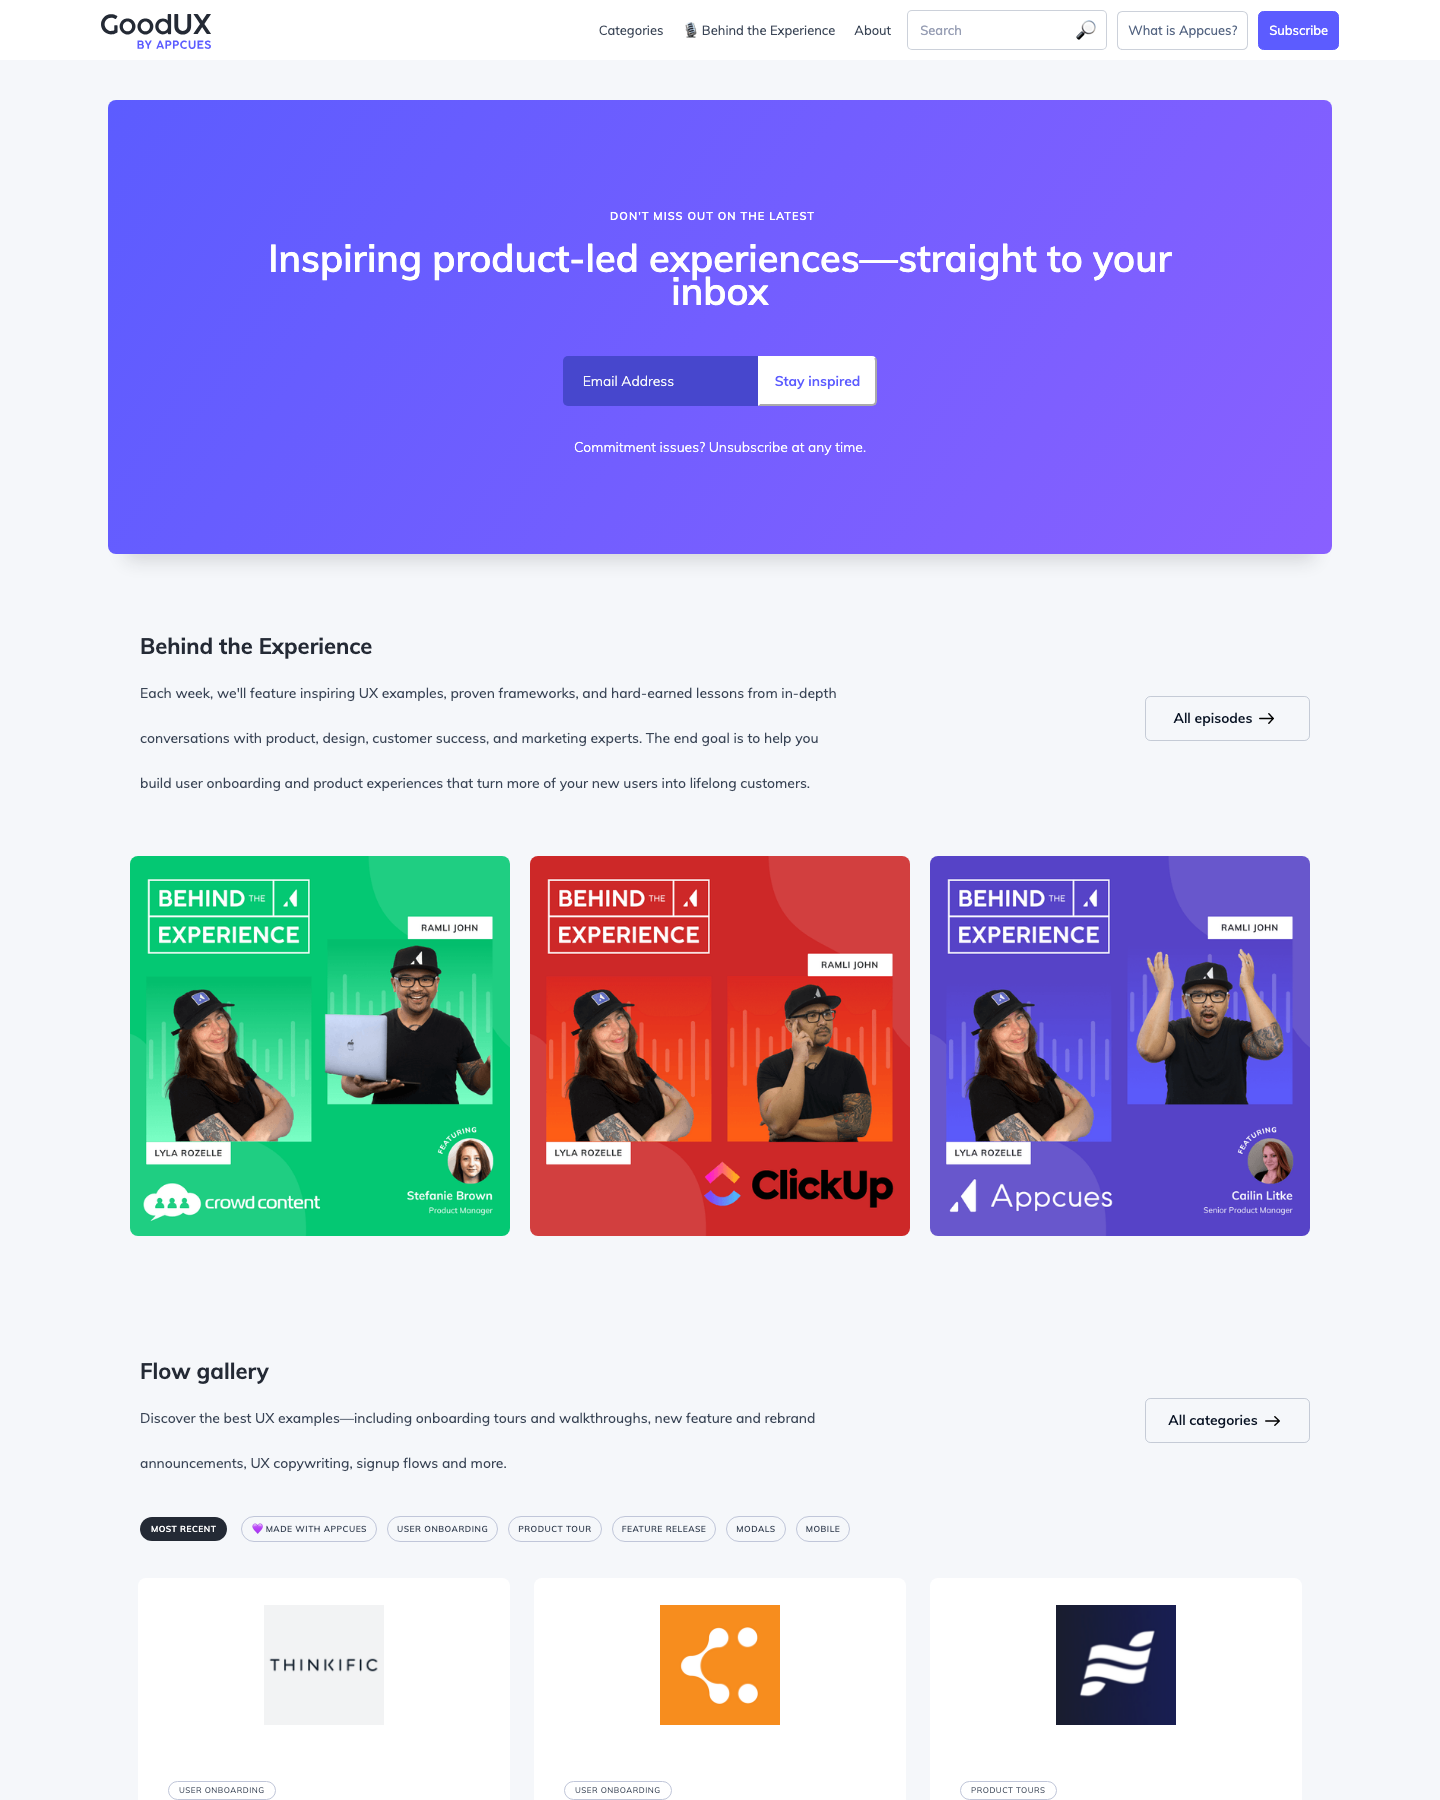 GoodUX
BY APPCUES
Categories
Behind the Experience
About
Search
What is Appcues?
Subscribe
DON'T MISS OUT ON THE LATEST
Inspiring product-led experiences—straight to your
inbox
Email Address
Stay inspired
Commitment issues? Unsubscribe at any time.
Behind the Experience
Each week, we'll feature inspiring UX examples, proven frameworks, and hard-earned lessons from in-depth
conversations with product, design, customer success, and marketing experts. The end goal is to help you
build user onboarding and product experiences that turn more of your new users into lifelong customers.
All episodes
BEHIND THE
EXPERIENCE
RAMLI JOHN
LYLA ROZELLE
FEATURING
crowd content
Stefanie Brown
Product Manager
BEHIND THE
EXPERIENCE
RAMLI JOHN
LYLA ROZELLE
ClickUp
BEHIND THE
EXPERIENCE
RAMLI JOHN
LYLA ROZELLE
FEATURING
Appcues
Cailin Litke
Senior Product Manager
Flow gallery
Discover the best UX examples—including onboarding tours and walkthroughs, new feature and rebrand
announcements, UX copywriting, signup flows and more.
All categories
MOST RECENT
💜 MADE WITH APPCUES
USER ONBOARDING
PRODUCT TOUR
FEATURE RELEASE
MODALS
MOBILE
THINKIFIC
USER ONBOARDING
USER ONBOARDING
PRODUCT TOURS